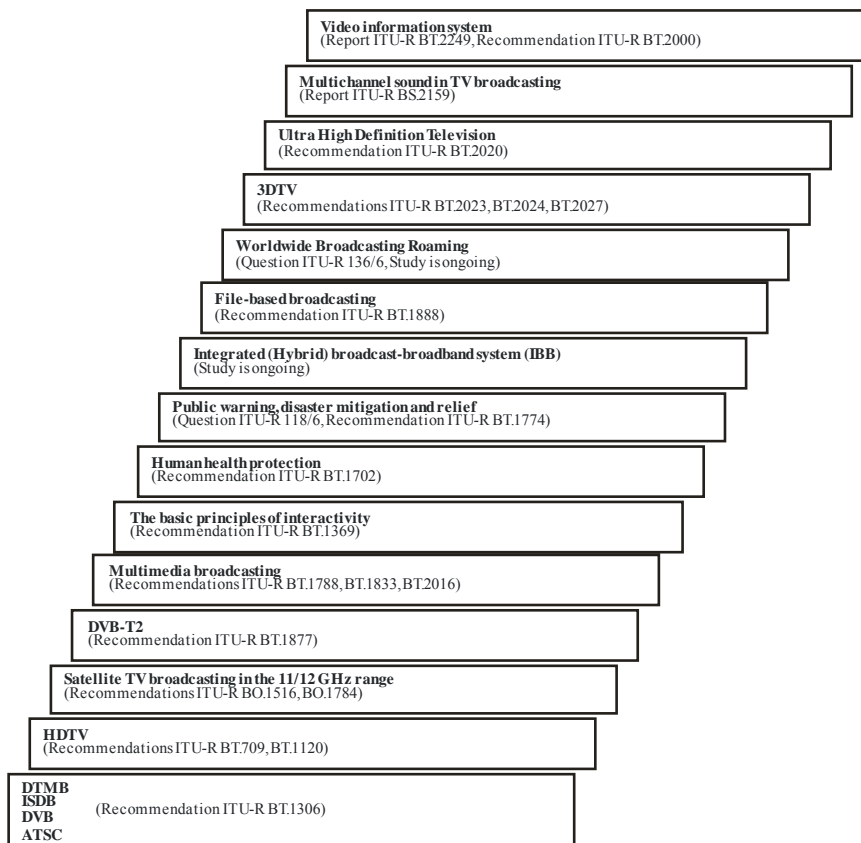 Video information system
(Report ITU-R BT.2249, Recommendation ITU-R BT.2000)
Multichannel sound in TV broadcasting
(Report ITU-R BS.2159)
Ultra High Definition Television
(Recommendation ITU-R BT.2020)
3DTV
(Recommendations ITU-R BT.2023, BT.2024, BT.2027)
Worldwide Broadcasting Roaming
(Question ITU-R 136/6, Study is ongoing)
File-based broadcasting
(Recommendation ITU-R BT.1888)
Integrated (Hybrid) broadcast-broadband system (IBB)
(Study is ongoing)
Public warning, disaster mitigation and relief
(Question ITU-R 118/6, Recommendation ITU-R BT.1774)
Human health protection
(Recommendation ITU-R BT.1702)
The basic principles of interactivity
(Recommendation ITU-R BT.1369)
Multimedia broadcasting
(Recommendations ITU-R BT.1788, BT.1833, BT.2016)
DVB-T2
(Recommendation ITU-R BT.1877)
Satellite TV broadcasting in the 11/12 GHz range
(Recommendations ITU-R BO.1516, BO.1784)
HDTV
(Recommendations ITU-R BT.709, BT.1120)
DTMB
ISDB
(Recommendation ITU-R BT.1306)
DVB
ATSC